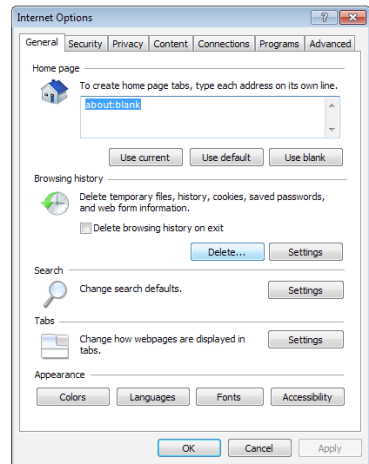 Internet Options
General Security Privacy Content Connections Programs Advanced
Home page
To create home page tabs, type each address on its own line.
about:blank
Use current Use default Use blank
Browsing history
Delete temporary files, history, cookies, saved passwords,
and web form information.
Delete browsing history on exit
Delete... Settings
Search
Change search defaults.
Settings
Tabs
Change how webpages are displayed in
tabs.
Settings
Appearance
Colors Languages Fonts Accessibility
OK Cancel Apply